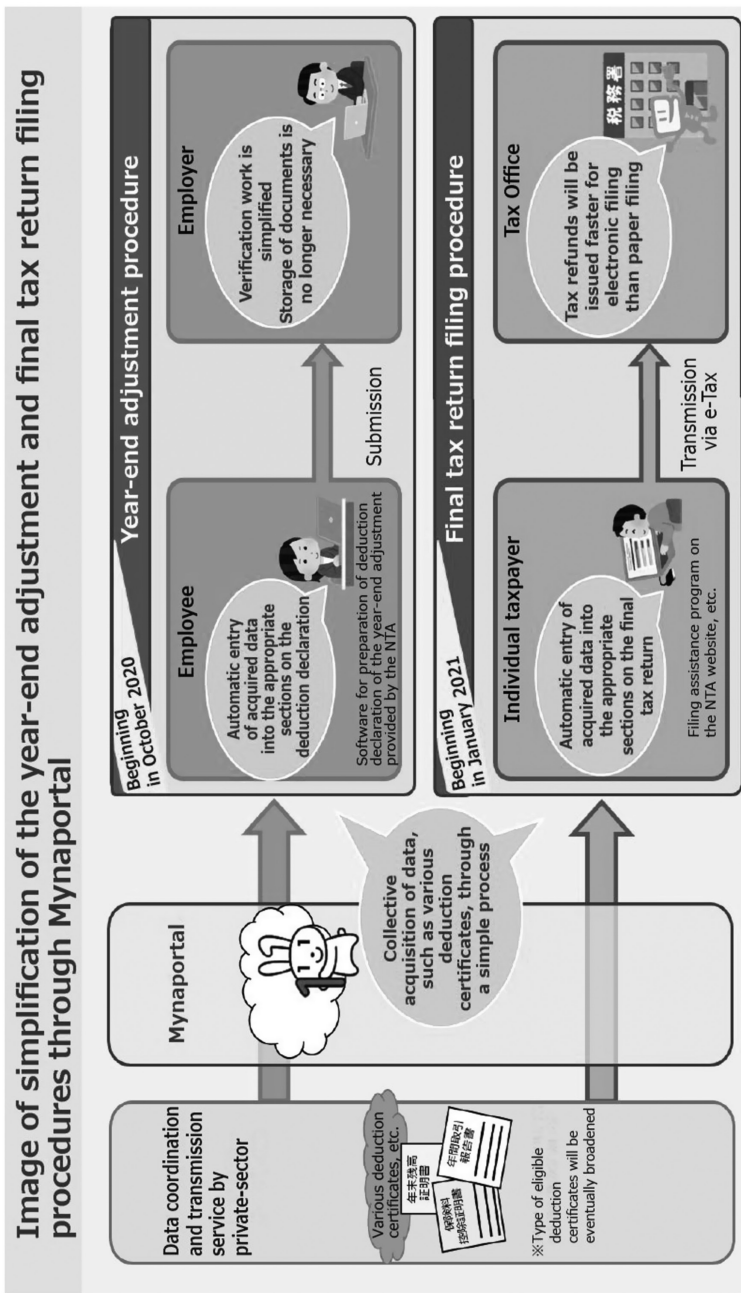 Image of simplification of the year-end adjustment and final tax return filing
procedures through Mynaportal
Data coordination
and transmission
service by
private-sector
Various deduction
certificates, etc.
年末残高
証明書
保険料
控除証明書
年間取引
報告書
※Type of eligible
deduction
certificates will be
eventually broadened
Mynaportal
Collective
acquisition of data,
such as various
deduction
certificates, through
a simple process
Beginning
in October 2020
Year-end adjustment procedure
Employee
Automatic entry
of acquired data
into the appropriate
sections on the
deduction declaration
Software for preparation of deduction
declaration of the year-end adjustment
provided by the NTA
Submission
Employer
Verification work is
simplified
Storage of documents is
no longer necessary
Beginning
in January 2021
Final tax return filing procedure
Individual taxpayer
Automatic entry of
acquired data into
the appropriate
sections on the final
tax return
Filing assistance program on
the NTA website, etc.
Transmission
via e-Tax
Tax Office
Tax refunds will be
issued faster for
electronic filing
than paper filing
税務署